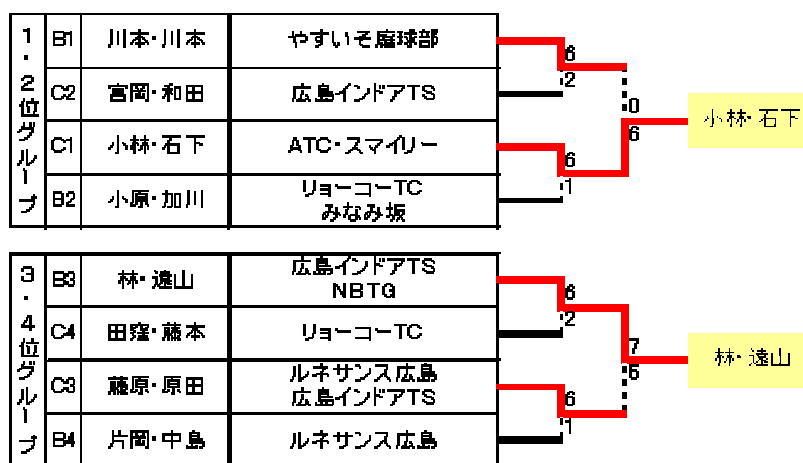 1・2位グループ
B1 川本・川本 やすいそ庭球部
C2 宮岡・和田 広島インドアTS
C1 小林・石下 ATC・スマイリー
B2 小原・加川 リョーコーTC
みなみ坂
6
2
6
1
0
6
小林・石下
3・4位グループ
B3 林・遠山 広島インドアTS
NBTG
C4 田窪・藤本 リョーコーTC
C3 藤原・原田 ルネサンス広島
広島インドアTS
B4 片岡・中島 ルネサンス広島
6
2
6
1
7
5
林・遠山